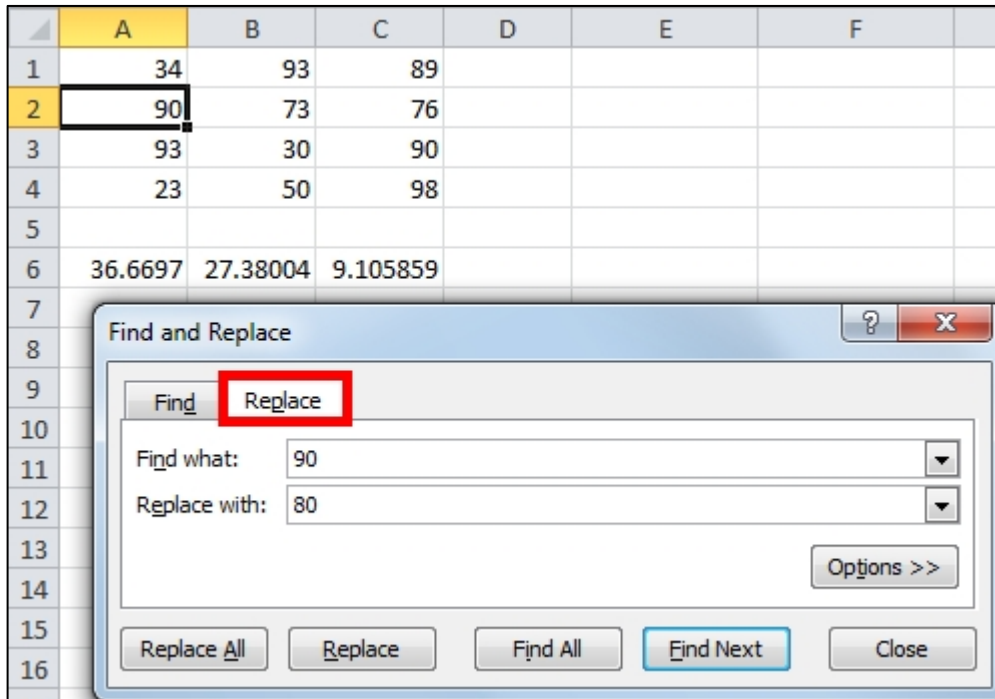 A B C D E F
1 34 93 89
2 90 73 76
3 93 30 90
4 23 50 98
5
6 36.6697 27.38004 9.105859
7
Find and Replace ? X
8
9
Find Replace
10
Find what: 90
11
Replace with: 80
12
13
Options >>
14
15
Replace All Replace Find All Find Next Close
16